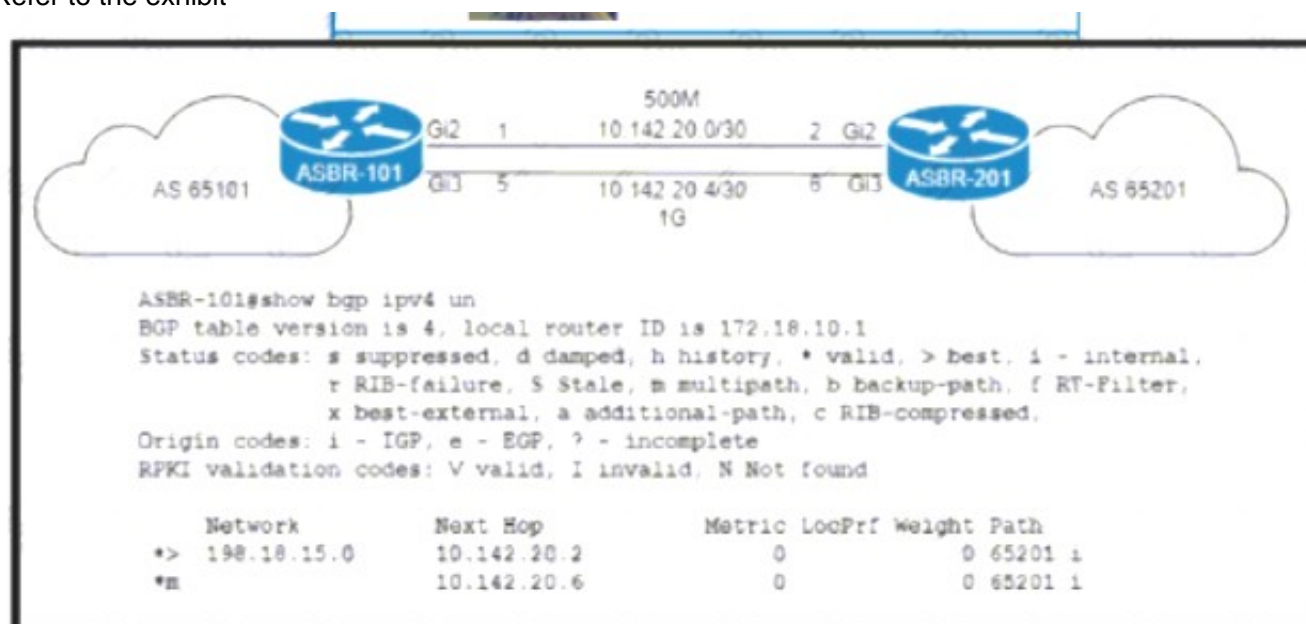 Refer to the exhibit
500M
Gi2 1 10.142.20.0/30 2 Gi2
ASBR-101 ASBR-201
AS 65101 Gi3 5 10.142.20.4/30 6 Gi3 AS 65201
1G
ASBR-101#show bgp ipv4 un
BGP table version is 4, local router ID is 172.18.10.1
Status codes: s suppressed, d damped, h history, * valid, > best, i - internal,
r RIB-failure, S Stale, m multipath, b backup-path, f RT-Filter,
x best-external, a additional-path, c RIB-compressed,
Origin codes: i - IGP, e - EGP, ? - incomplete
RPKI validation codes: V valid, I invalid, N Not found
Network Next Hop Metric LocPrf Weight Path
*> 198.18.15.0 10.142.20.2 0 0 65201 i
*m 10.142.20.6 0 0 65201 i